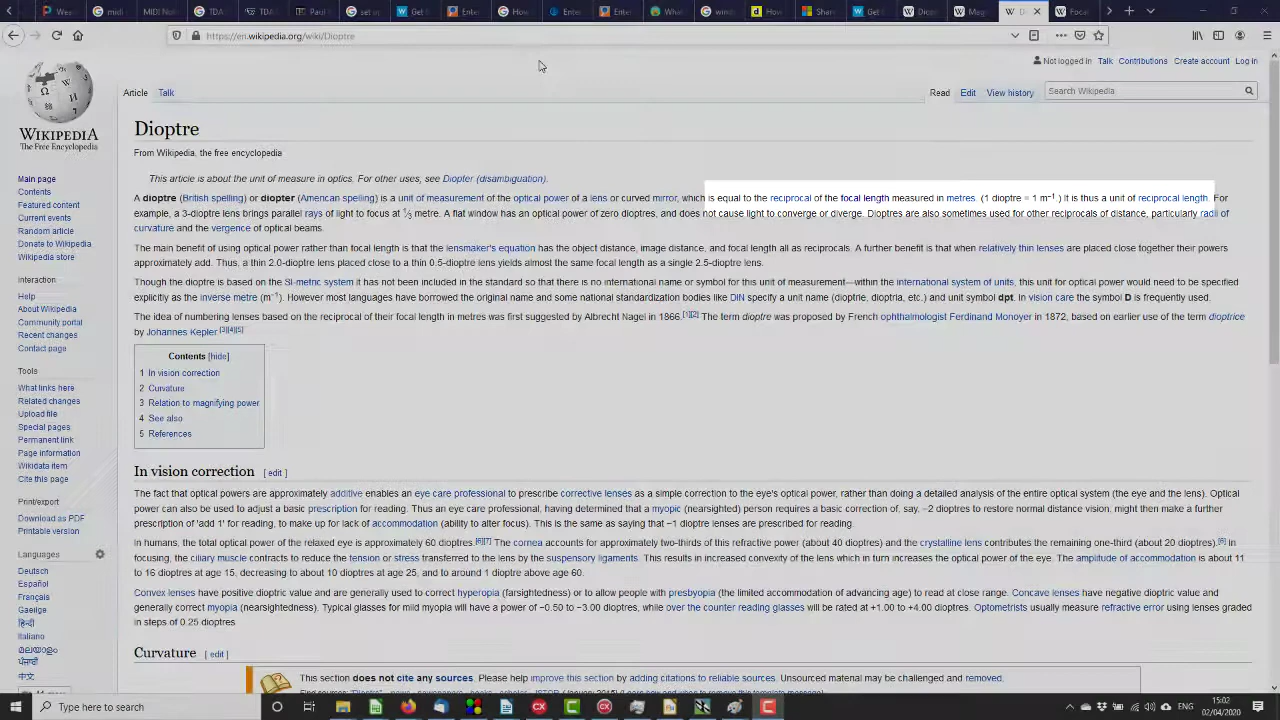 Wear
midi
MIDI No
TDA
TDA
Paul
set up
Get
Enter
How
Enter
Enter
What
wind
How
Shar
Get
Dio
Mag
D
Focal
https://en.wikipedia.org/wiki/Dioptre
Not logged in Talk Contributions Create account Log in
Article Talk
Read Edit View history Search Wikipedia
WIKIPEDIA
The Free Encyclopedia
Main page
Contents
Featured content
Current events
Random article
Donate to Wikipedia
Wikipedia store
Interaction
Help
About Wikipedia
Community portal
Recent changes
Contact page
Tools
What links here
Related changes
Upload file
Special pages
Permanent link
Page information
Wikidata item
Cite this page
Print/export
Download as PDF
Printable version
Languages
Deutsch
Español
Français
Gaeilge
हिन्दी
Italiano
മലയാളം
ਪੰਜਾਬੀ
中文
Dioptre
From Wikipedia, the free encyclopedia
This article is about the unit of measure in optics. For other uses, see Diopter (disambiguation).
A dioptre (British spelling) or diopter (American spelling) is a unit of measurement of the optical power of a lens or curved mirror, which is equal to the reciprocal of the focal length measured in metres. (1 dioptre = 1 m⁻¹.) It is thus a unit of reciprocal length. For
example, a 3-dioptre lens brings parallel rays of light to focus at 1⁄3 metre. A flat window has an optical power of zero dioptres, and does not cause light to converge or diverge. Dioptres are also sometimes used for other reciprocals of distance, particularly radii of
curvature and the vergence of optical beams.
The main benefit of using optical power rather than focal length is that the lensmaker's equation has the object distance, image distance, and focal length all as reciprocals. A further benefit is that when relatively thin lenses are placed close together their powers
approximately add. Thus, a thin 2.0-dioptre lens placed close to a thin 0.5-dioptre lens yields almost the same focal length as a single 2.5-dioptre lens.
Though the dioptre is based on the SI-metric system it has not been included in the standard so that there is no international name or symbol for this unit of measurement—within the international system of units, this unit for optical power would need to be specified
explicitly as the inverse metre (m⁻¹). However most languages have borrowed the original name and some national standardization bodies like DIN specify a unit name (dioptrie, dioptria, etc.) and unit symbol dpt. In vision care the symbol D is frequently used.
The idea of numbering lenses based on the reciprocal of their focal length in metres was first suggested by Albrecht Nagel in 1866.[1][2] The term dioptre was proposed by French ophthalmologist Ferdinand Monoyer in 1872, based on earlier use of the term dioptrice
by Johannes Kepler.[3][4][5]
Contents [hide]
1 In vision correction
2 Curvature
3 Relation to magnifying power
4 See also
5 References
In vision correction [ edit ]
The fact that optical powers are approximately additive enables an eye care professional to prescribe corrective lenses as a simple correction to the eye's optical power, rather than doing a detailed analysis of the entire optical system (the eye and the lens). Optical
power can also be used to adjust a basic prescription for reading. Thus an eye care professional, having determined that a myopic (nearsighted) person requires a basic correction of, say, −2 dioptres to restore normal distance vision, might then make a further
prescription of 'add 1' for reading, to make up for lack of accommodation (ability to alter focus). This is the same as saying that −1 dioptre lenses are prescribed for reading.
In humans, the total optical power of the relaxed eye is approximately 60 dioptres.[6][7] The cornea accounts for approximately two-thirds of this refractive power (about 40 dioptres) and the crystalline lens contributes the remaining one-third (about 20 dioptres).[6] In
focusing, the ciliary muscle contracts to reduce the tension or stress transferred to the lens by the suspensory ligaments. This results in increased convexity of the lens which in turn increases the optical power of the eye. The amplitude of accommodation is about 11
to 16 dioptres at age 15, decreasing to about 10 dioptres at age 25, and to around 1 dioptre above age 60.
Convex lenses have positive dioptric value and are generally used to correct hyperopia (farsightedness) or to allow people with presbyopia (the limited accommodation of advancing age) to read at close range. Concave lenses have negative dioptric value and
generally correct myopia (nearsightedness). Typical glasses for mild myopia will have a power of −0.50 to −3.00 dioptres, while over the counter reading glasses will be rated at +1.00 to +4.00 dioptres. Optometrists usually measure refractive error using lenses graded
in steps of 0.25 dioptres.
Curvature [ edit ]
This section does not cite any sources. Please help improve this section by adding citations to reliable sources. Unsourced material may be challenged and removed.
Type here to search
ENG
15:02
02/04/2020